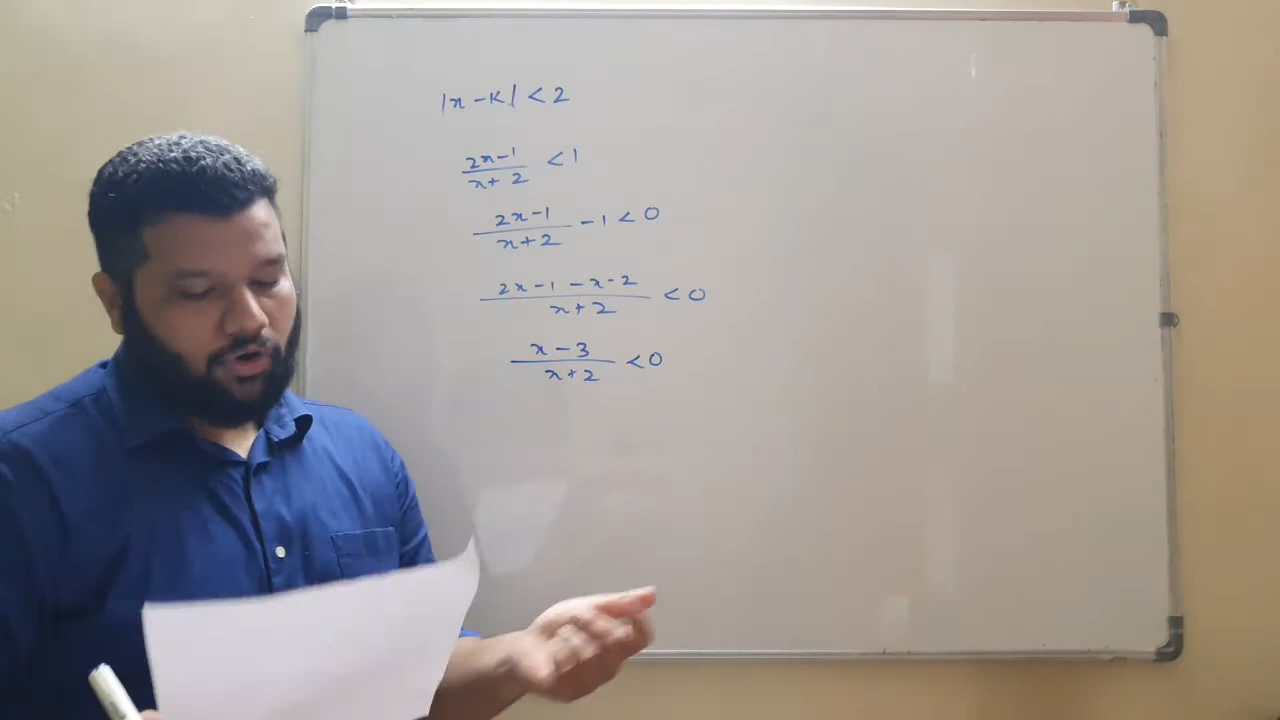 |x - K| < 2
2x-1 / x+2 < 1
2x-1 / x+2 - 1 < 0
2x - 1 - x - 2 / x+2 < 0
x - 3 / x+2 < 0